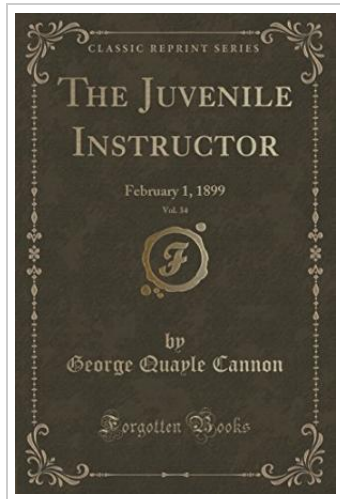 CLASSIC REPRINT SERIES
THE JUVENILE
INSTRUCTOR
February 1, 1899
Vol. 34
F
by
George Quayle Cannon
Forgotten Books